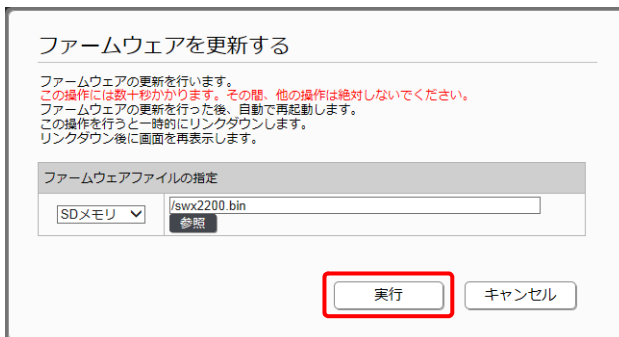 ファームウェアを更新する
ファームウェアの更新を行います。
この操作には数十秒かかります。その間、他の操作は絶対しないでください。
ファームウェアの更新を行った後、自動で再起動します。
この操作を行うと一時的にリンクダウンします。
リンクダウン後に画面を再表示します。
ファームウェアファイルの指定
SDメモリ
/swx2200.bin
参照
実行
キャンセル